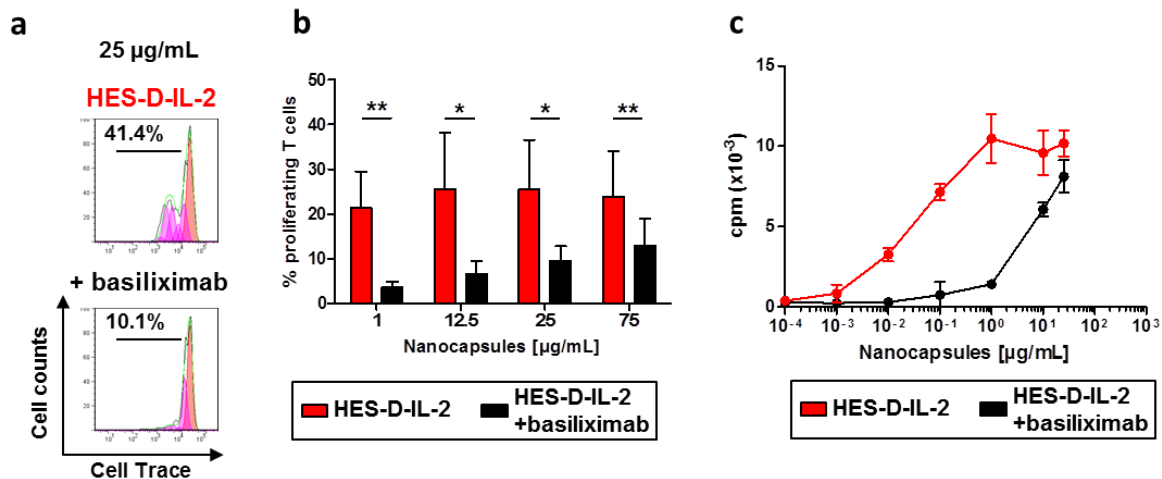 a
25 µg/mL
HES-D-IL-2
41.4%
+ basiliximab
10.1%
Cell counts
Cell Trace
b
50
40
30
20
10
0
% proliferating T cells
** * * **
1 12.5 25 75
Nanocapsules [µg/mL]
HES-D-IL-2
HES-D-IL-2
+basiliximab
c
15
10
5
0
cpm (x10⁻³)
10⁻⁴ 10⁻³ 10⁻² 10⁻¹ 10⁰ 10¹ 10² 10³
Nanocapsules [µg/mL]
HES-D-IL-2
HES-D-IL-2
+basiliximab